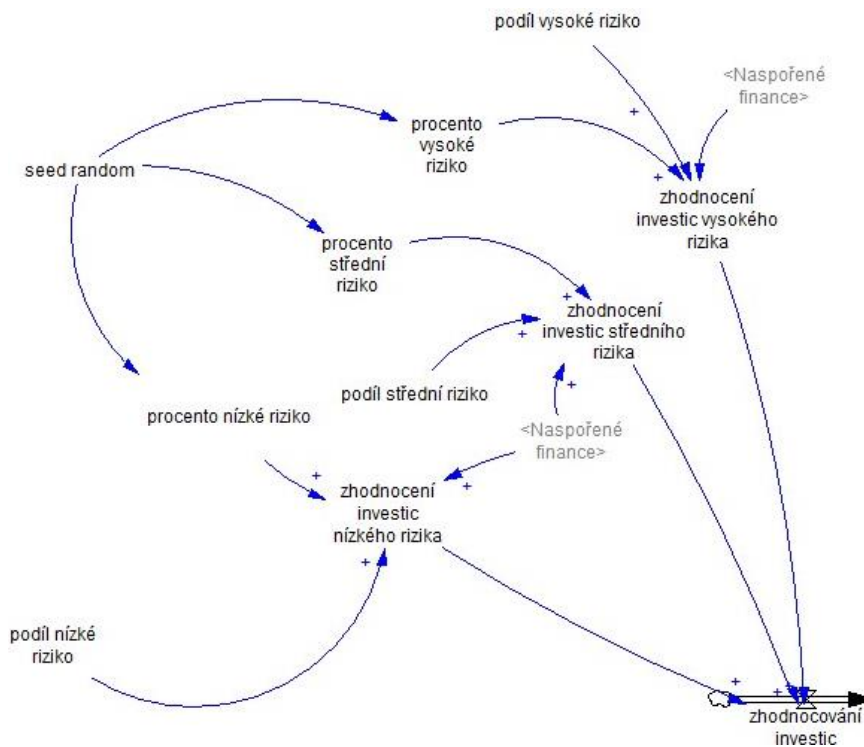 podíl vysoké riziko
<Naspořené
finance>
procento
vysoké
riziko
seed random
zhodnocení
investic vysokého
rizika
procento
střední
riziko
zhodnocení
investic středního
rizika
podíl střední riziko
procento nízké riziko
<Naspořené
finance>
zhodnocení
investic
nízkého rizika
podíl nízké
riziko
zhodnocování
investic